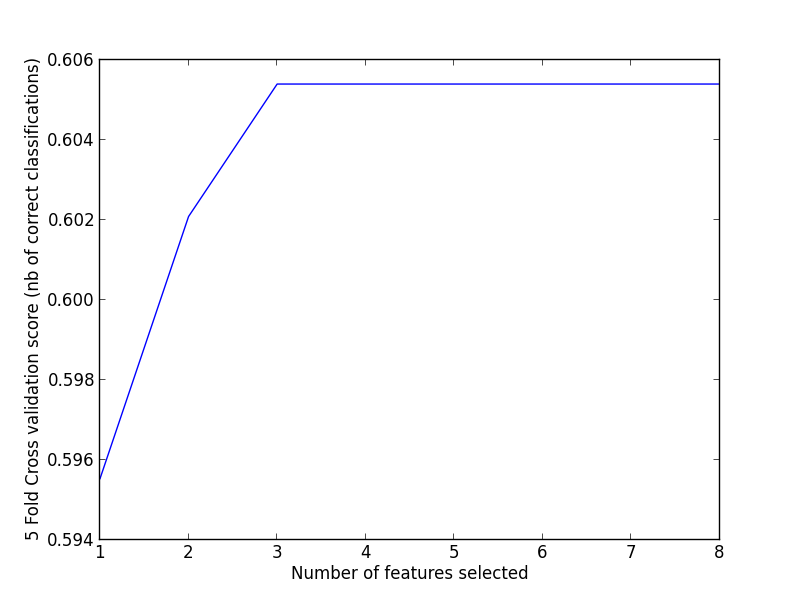 5 Fold Cross validation score (nb of correct classifications)
0.606
0.604
0.602
0.600
0.598
0.596
0.594
1 2 3 4 5 6 7 8
Number of features selected